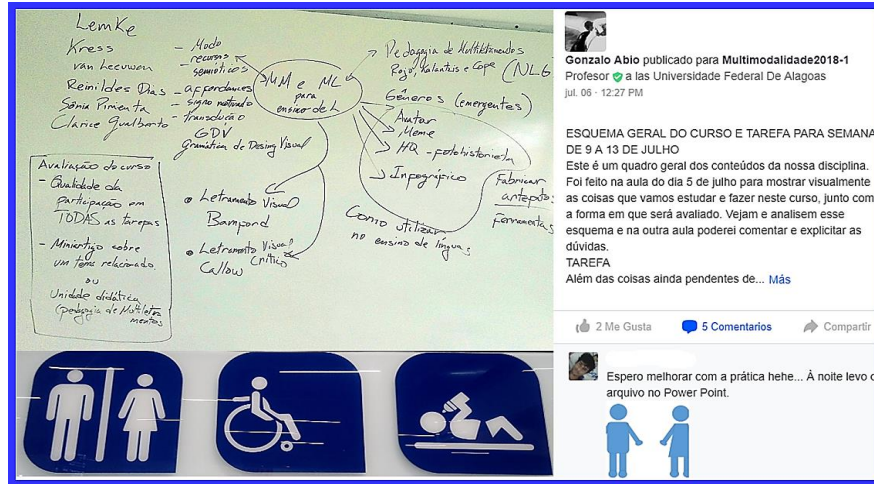 LemKe
Kress
van Leeuwen
Reinildes Dias
Sônia Pimenta
Clarice Gualberto
- Modo
- recursos
semióticos
- affordances
- signo motivado
- transdução
GDV
Gramática de Desing Visual
MM e ML
para
ensino de L
Pedagogia de Multiletramentos
Rojo, Kalantzis e Cope (NLG
Gêneros (emergentes)
Avatar
Meme
HQ - fotohistorieta
Infográfico
Fabricar
artefatos
ferramentas
Como utilizar
no ensino de línguas
• Letramento Visual
Bamford
• Letramento Visual
Crítico
Callow
Avaliação do curso
- Qualidade da
participação em
TODAS as tarefas
- Miniartigo sobre
um tema relacionado.
ou
Unidade didática
(pedagogia de Multiletra
mentos
Gonzalo Abio publicado para Multimodalidade2018-1
Profesor a las Universidade Federal De Alagoas
jul. 06 · 12:27 PM
ESQUEMA GERAL DO CURSO E TAREFA PARA SEMANA
DE 9 A 13 DE JULHO
Este é um quadro geral dos conteúdos da nossa disciplina.
Foi feito na aula do dia 5 de julho para mostrar visualmente
as coisas que vamos estudar e fazer neste curso, junto com
a forma em que será avaliado. Vejam e analisem esse
esquema e na outra aula poderei comentar e explicitar as
dúvidas.
TAREFA
Além das coisas ainda pendentes de... Más
2 Me Gusta
5 Comentarios
Compartir
Espero melhorar com a prática hehe... À noite levo o
arquivo no Power Point.